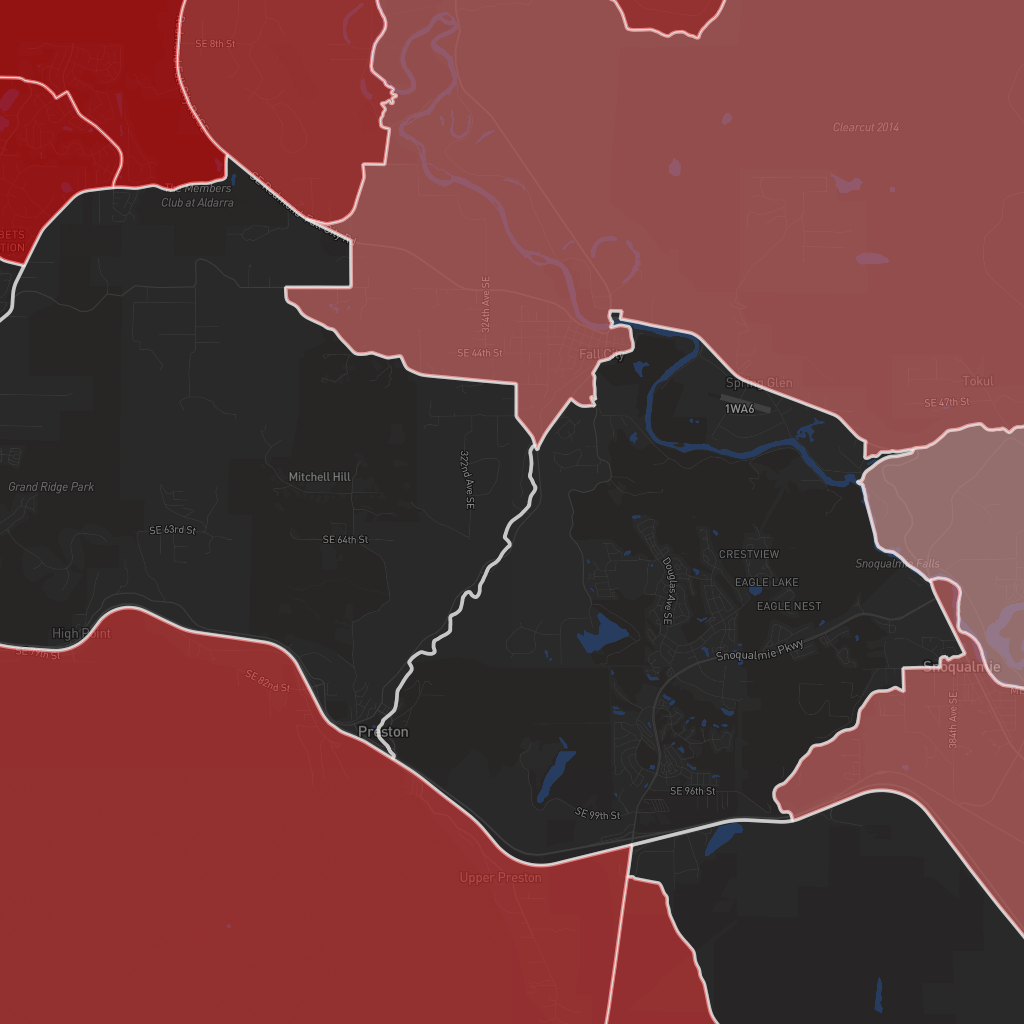 SE 8th St
Clearcut 2014
The Members
Club at Aldarra
BETS
TION
324th Ave SE
SE 44th St
Fall City
Spring Glen
Tokul
1WA6
SE 47th St
322nd Ave SE
Mitchell Hill
Grand Ridge Park
SE 63rd St
SE 64th St
CRESTVIEW
Snoqualmie Falls
EAGLE LAKE
Douglas Ave SE
EAGLE NEST
High Point
SE 77th St
Snoqualmie Pkwy
Snoqualmie
SE 82nd St
384th Ave SE
Preston
SE 96th St
SE 99th St
Upper Preston